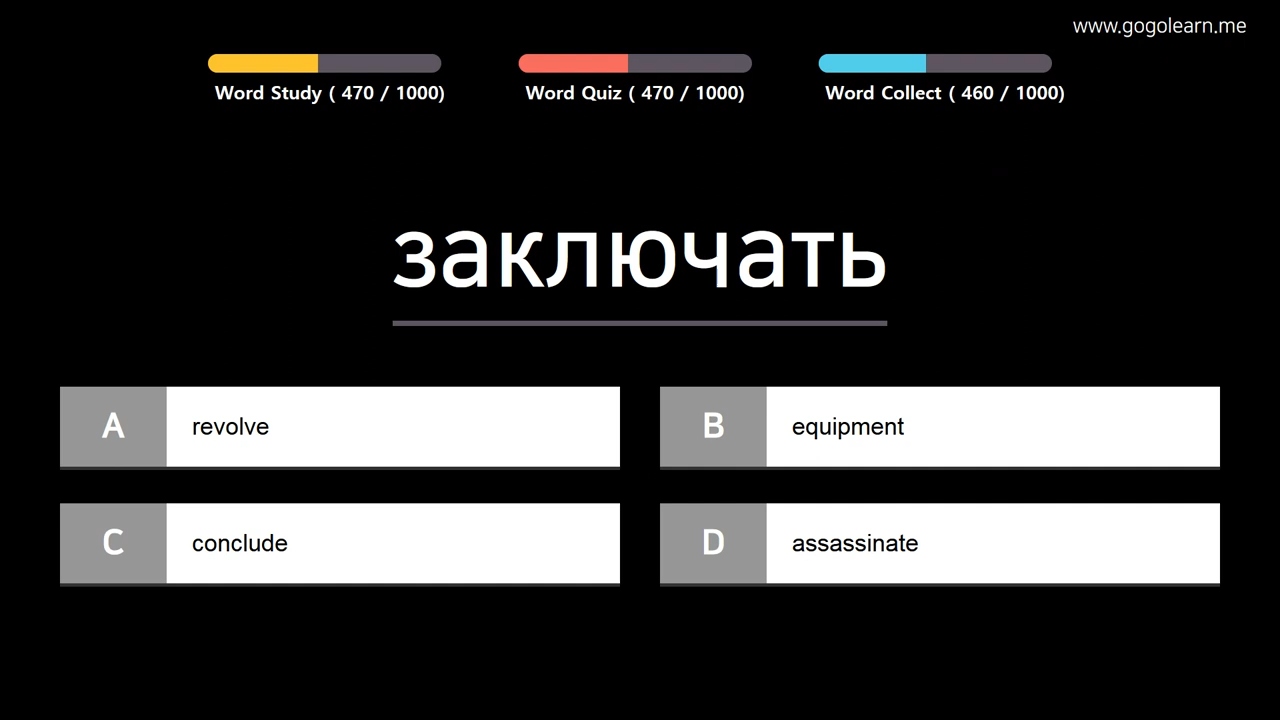 www.gogolearn.me
Word Study ( 470 / 1000)
Word Quiz ( 470 / 1000)
Word Collect ( 460 / 1000)
заключать
A revolve
B equipment
C conclude
D assassinate